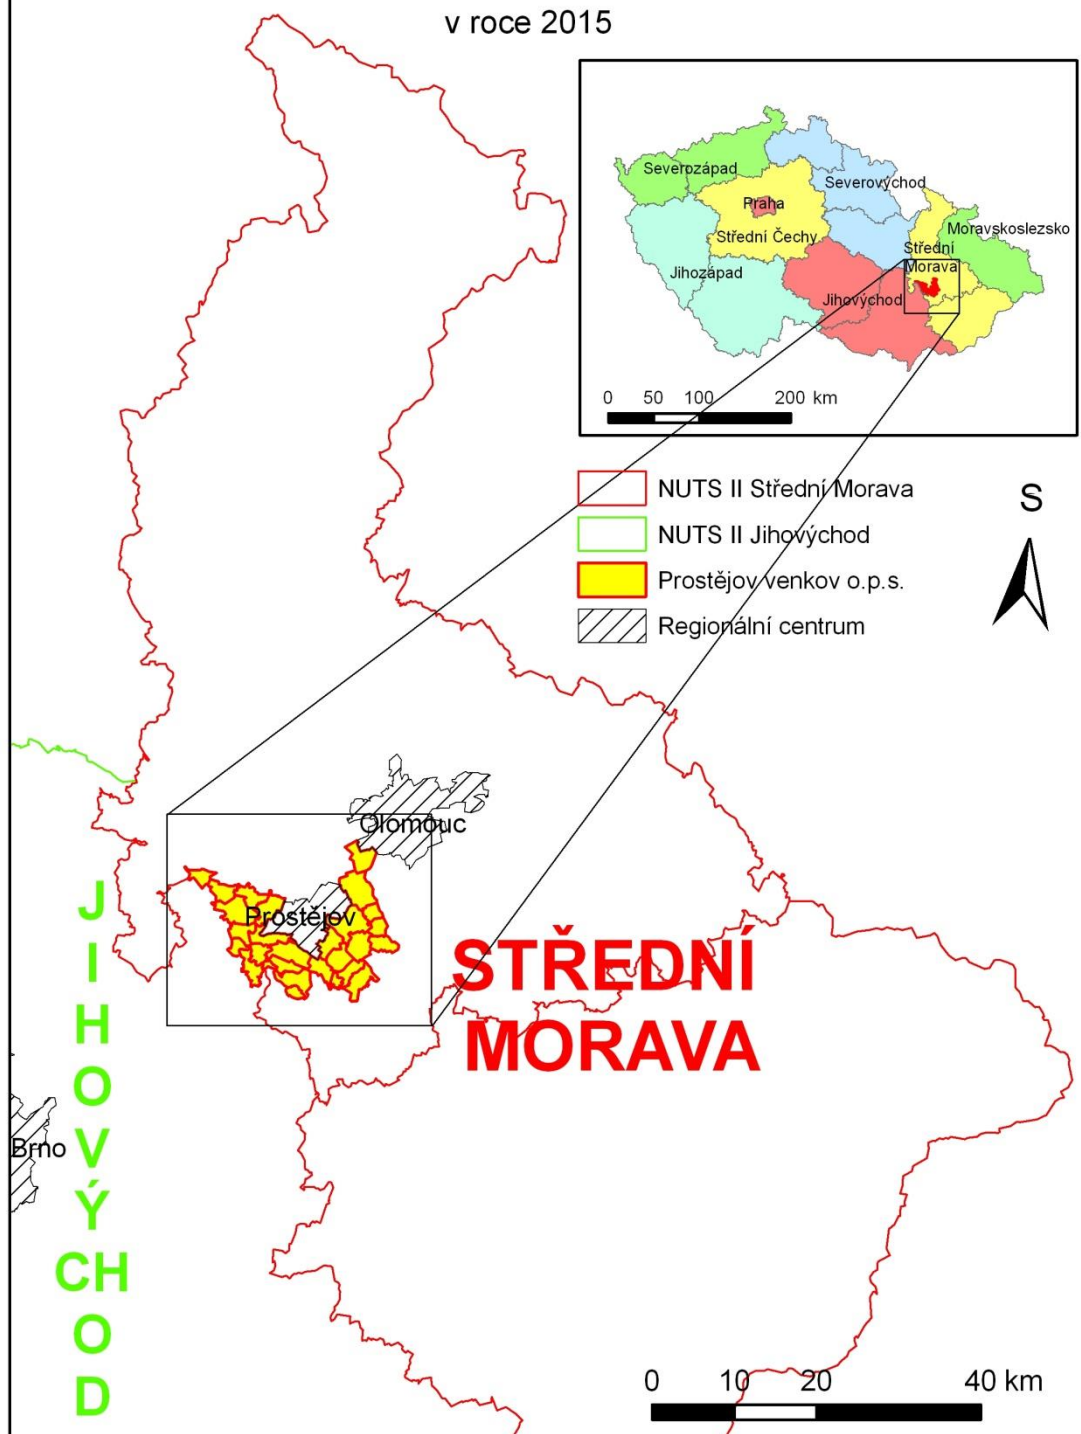 v roce 2015
Severozápad
Severovýchod
Praha
Střední Čechy
Moravskoslezsko
Střední
Morava
Jihozápad
Jihovýchod
0 50 100 200 km
NUTS II Střední Morava
NUTS II Jihovýchod
Prostějov venkov o.p.s.
Regionální centrum
S
Olomouc
Prostějov
STŘEDNÍ
MORAVA
J
I
H
O
V
Ý
CH
O
D
Brno
0 10 20 40 km